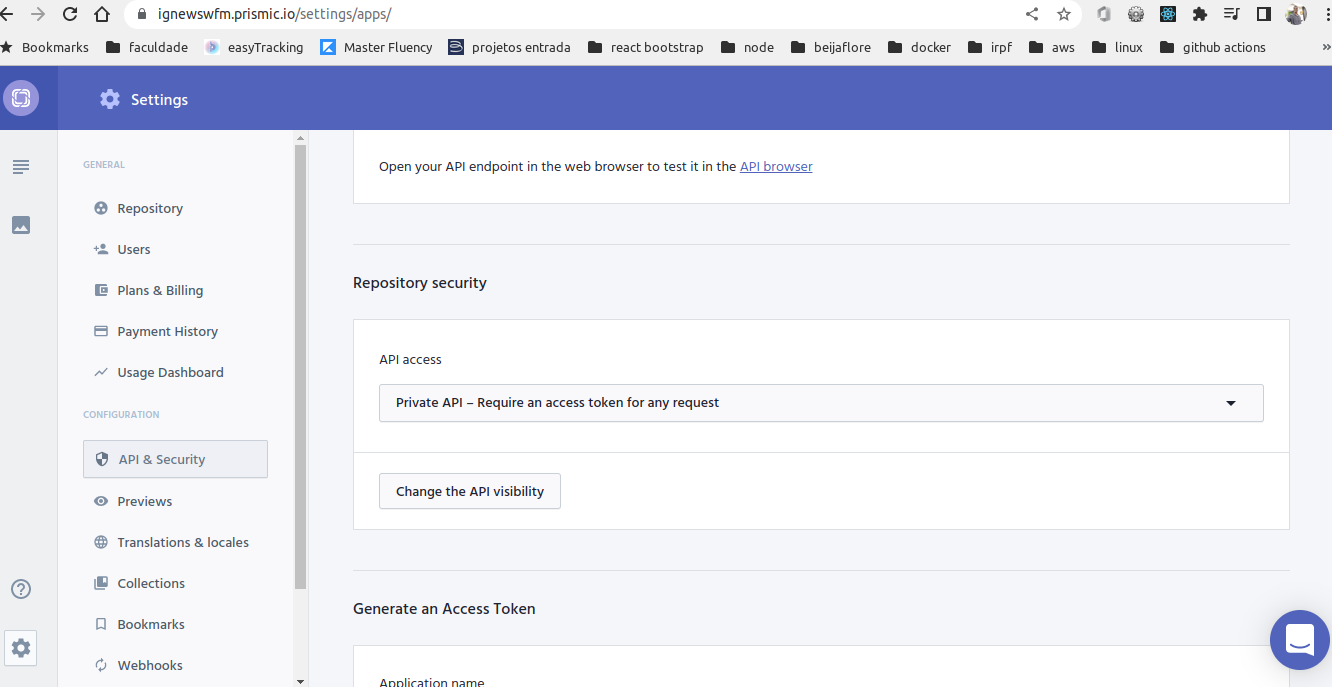 ignewswfm.prismic.io/settings/apps/
Bookmarks faculdade easyTracking Master Fluency projetos entrada react bootstrap node beijaflore docker irpf aws linux github actions »
Settings
GENERAL
Repository
Users
Plans & Billing
Payment History
Usage Dashboard
CONFIGURATION
API & Security
Previews
Translations & locales
Collections
Bookmarks
Webhooks
Open your API endpoint in the web browser to test it in the API browser
Repository security
API access
Private API – Require an access token for any request
Change the API visibility
Generate an Access Token
Application name